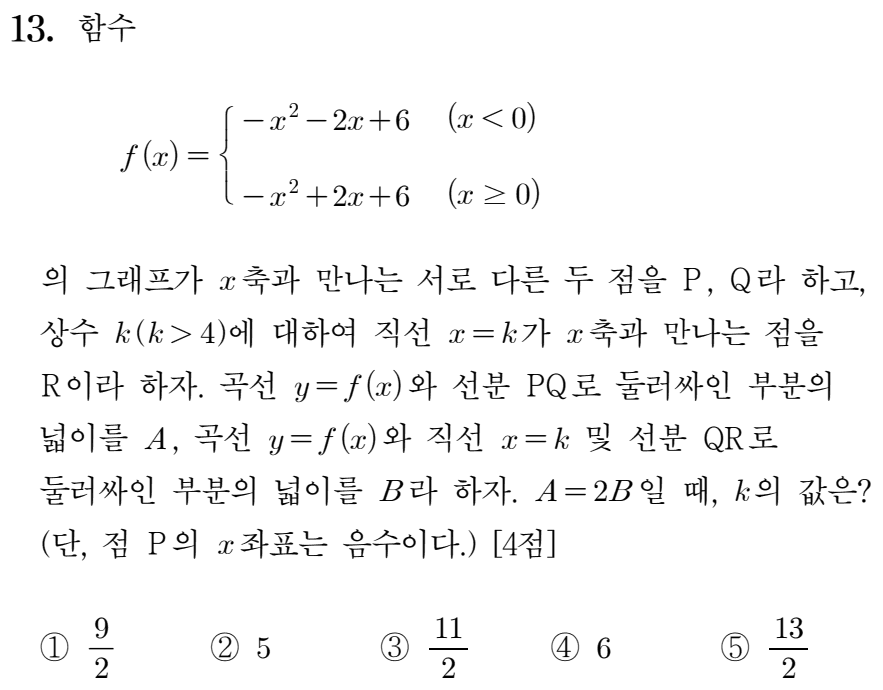 13. 함수
f(x) = { -x² - 2x + 6 (x < 0)
-x² + 2x + 6 (x ≥ 0)
의 그래프가 x축과 만나는 서로 다른 두 점을 P, Q라 하고,
상수 k(k > 4)에 대하여 직선 x = k가 x축과 만나는 점을
R이라 하자. 곡선 y = f(x)와 선분 PQ로 둘러싸인 부분의
넓이를 A, 곡선 y = f(x)와 직선 x = k 및 선분 QR로
둘러싸인 부분의 넓이를 B라 하자. A = 2B일 때, k의 값은?
(단, 점 P의 x좌표는 음수이다.) [4점]
① 9/2 ② 5 ③ 11/2 ④ 6 ⑤ 13/2